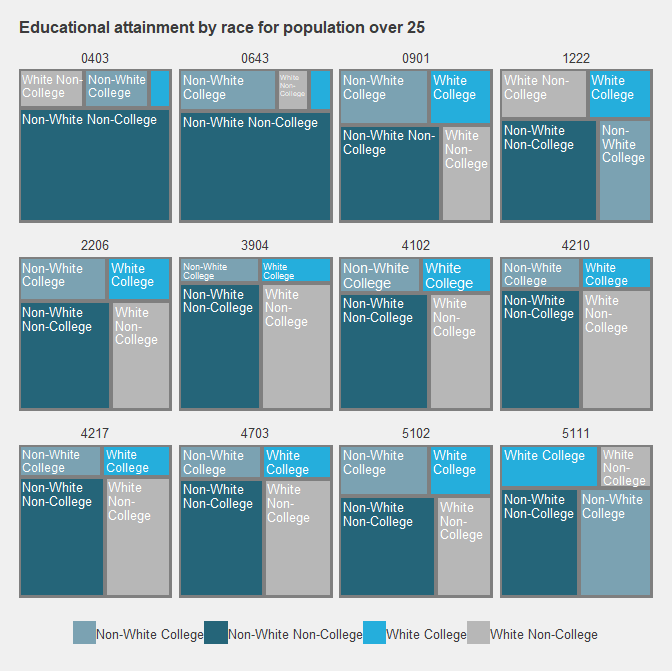 Educational attainment by race for population over 25
0403
White Non-
College
Non-White
College
Non-White Non-College
0643
Non-White
College
White
Non-
College
Non-White Non-College
0901
Non-White
College
White
College
Non-White Non-
College
White
Non-
College
1222
White Non-
College
White
College
Non-White
Non-College
Non-
White
College
2206
Non-White
College
White
College
Non-White
Non-College
White
Non-
College
3904
Non-White
College
White
College
Non-White
Non-College
White
Non-
College
4102
Non-White
College
White
College
Non-White
Non-College
White
Non-
College
4210
Non-White
College
White
College
Non-White
Non-College
White
Non-
College
4217
Non-White
College
White
College
Non-White
Non-College
White
Non-
College
4703
Non-White
College
White
College
Non-White
Non-College
White
Non-
College
5102
Non-White
College
White
College
Non-White
Non-College
White
Non-
College
5111
White College
White
Non-
College
Non-White
Non-College
Non-White
College
Non-White College
Non-White Non-College
White College
White Non-College